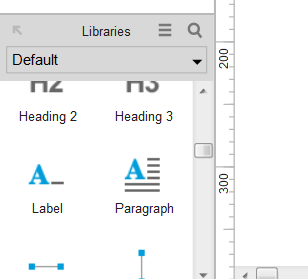 Libraries
Default
H2 H3
Heading 2 Heading 3
A A
Label Paragraph
200
300